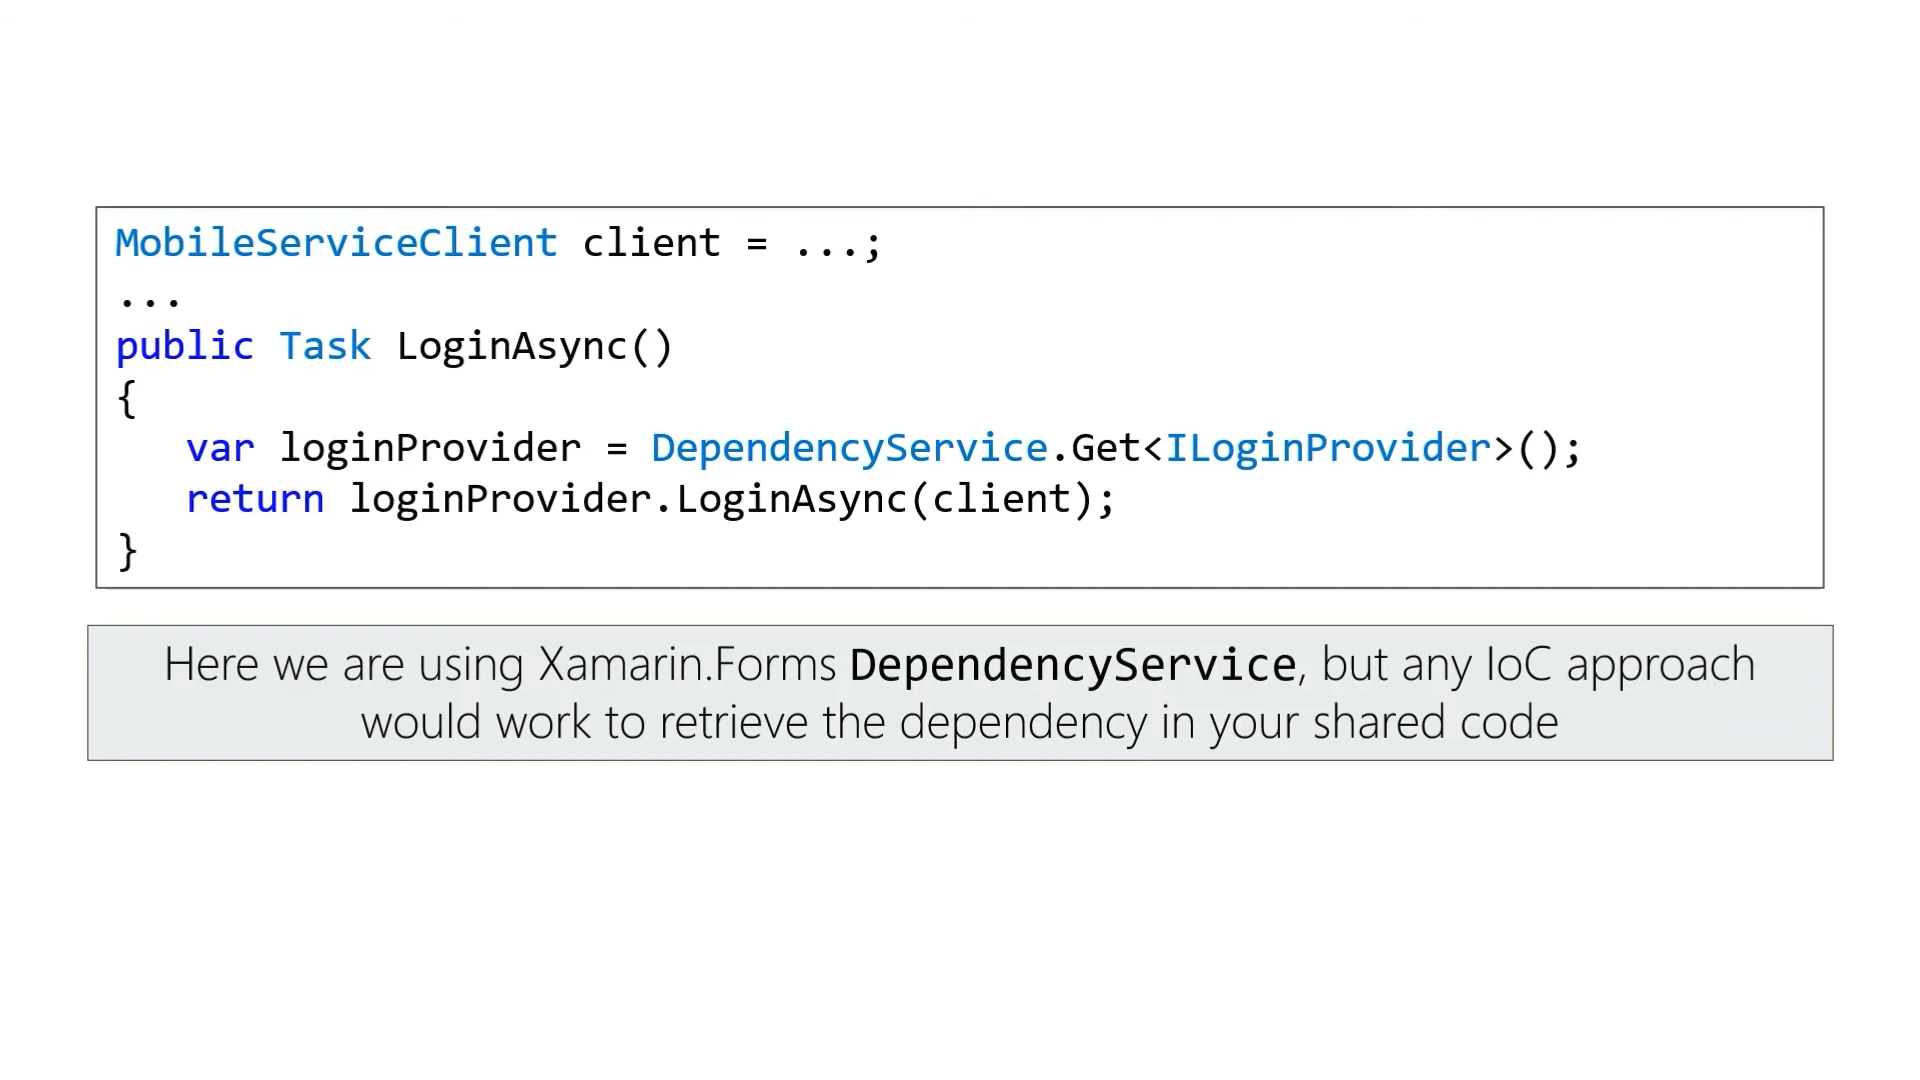 MobileServiceClient client = ...;
...
public Task LoginAsync()
{
   var loginProvider = DependencyService.Get<ILoginProvider>();
   return loginProvider.LoginAsync(client);
}
Here we are using Xamarin.Forms DependencyService, but any IoC approach
would work to retrieve the dependency in your shared code